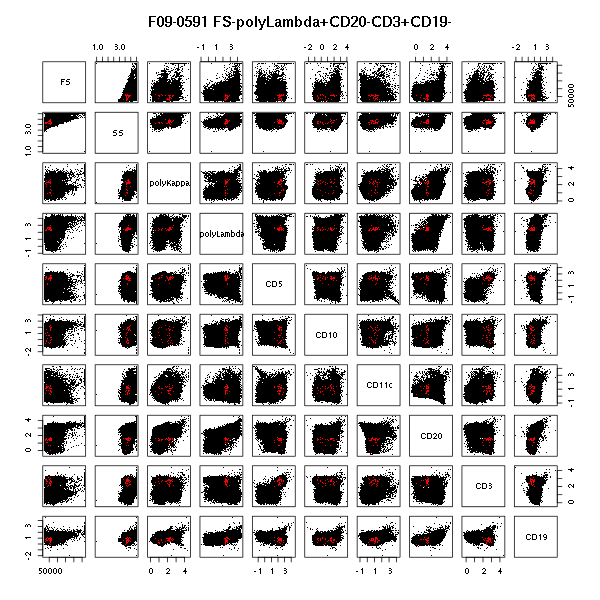 F09-0591 FS-polyLambda+CD20-CD3+CD19-
1.0 3.0 -1 1 3 -1 1 3 0 2 4 -2 1 3
FS
50000
1.0 3.0
SS
polyKappa
0 2 4
-1 1 3
polyLambda
CD5
-1 1 3
-2 1 3
CD10
CD11c
-1 1 3
0 2 4
CD20
CD3
0 2 4
-2 1 3
CD19
50000 0 2 4 -1 1 3 -2 1 3 0 2 4